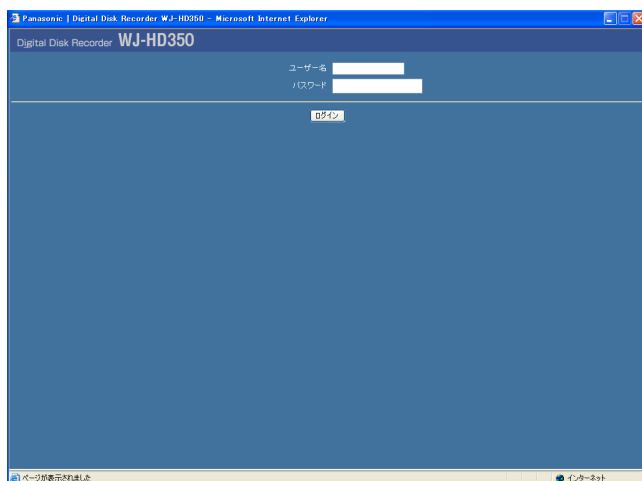 Panasonic | Digital Disk Recorder WJ-HD350 - Microsoft Internet Explorer
Digital Disk Recorder WJ-HD350
ユーザー名
パスワード
ログイン
ページが表示されました インターネット